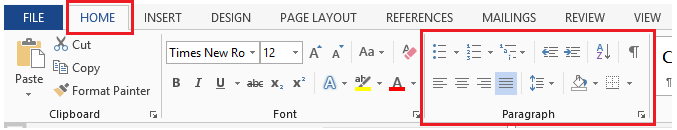 FILE HOME INSERT DESIGN PAGE LAYOUT REFERENCES MAILINGS REVIEW VIEW
Cut
Copy
Format Painter
Paste
Times New Ro 12 Aa
B I U abc X₂ X² A ab A
Clipboard Font Paragraph